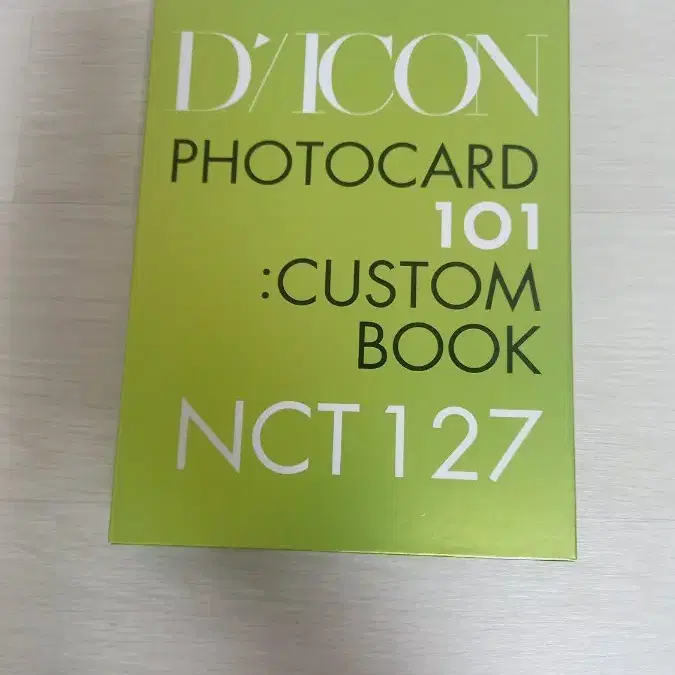 D'/ICON
PHOTOCARD
101
:CUSTOM
BOOK
NCT 127